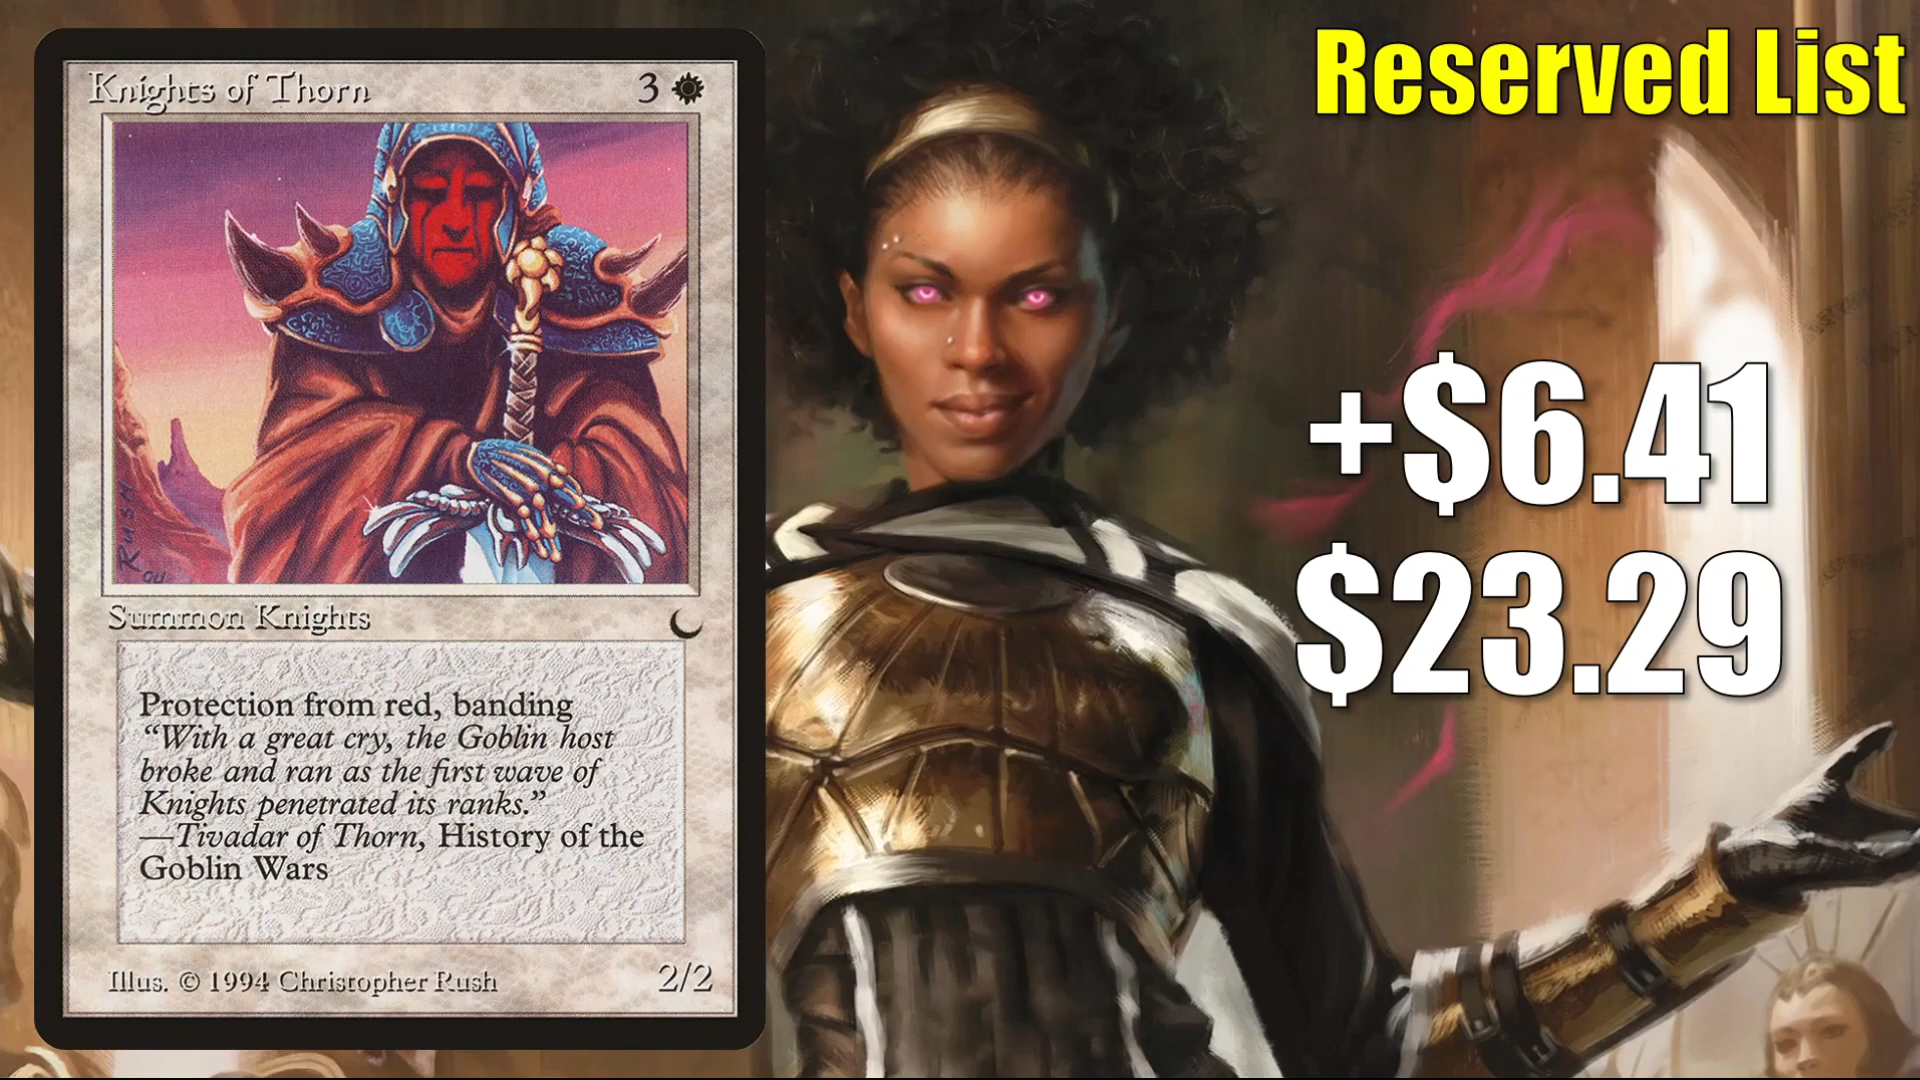 Knights of Thorn 3
RUSH
Summon Knights
Protection from red, banding
“With a great cry, the Goblin host
broke and ran as the first wave of
Knights penetrated its ranks.”
—Tivadar of Thorn, History of the
Goblin Wars
Illus. © 1994 Christopher Rush 2/2
Reserved List
+$6.41
$23.29